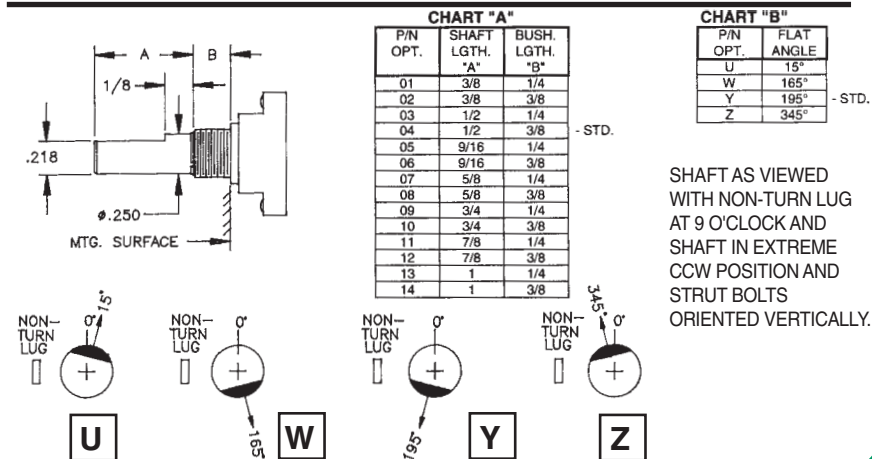 CHART "A"
P/N OPT. SHAFT LGTH. "A" BUSH. LGTH. "B"
01 3/8 1/4
02 3/8 3/8
03 1/2 1/4
04 1/2 3/8 - STD.
05 9/16 1/4
06 9/16 3/8
07 5/8 1/4
08 5/8 3/8
09 3/4 1/4
10 3/4 3/8
11 7/8 1/4
12 7/8 3/8
13 1 1/4
14 1 3/8
CHART "B"
P/N OPT. FLAT ANGLE
U 15°
W 165°
Y 195° - STD.
Z 345°
A
B
1/8
.218
ø.250
MTG. SURFACE
SHAFT AS VIEWED
WITH NON-TURN LUG
AT 9 O'CLOCK AND
SHAFT IN EXTREME
CCW POSITION AND
STRUT BOLTS
ORIENTED VERTICALLY.
NON-
TURN
LUG
0°
15°
U
NON-
TURN
LUG
0°
165°
W
NON-
TURN
LUG
0°
195°
Y
NON-
TURN
LUG
345°
0°
Z